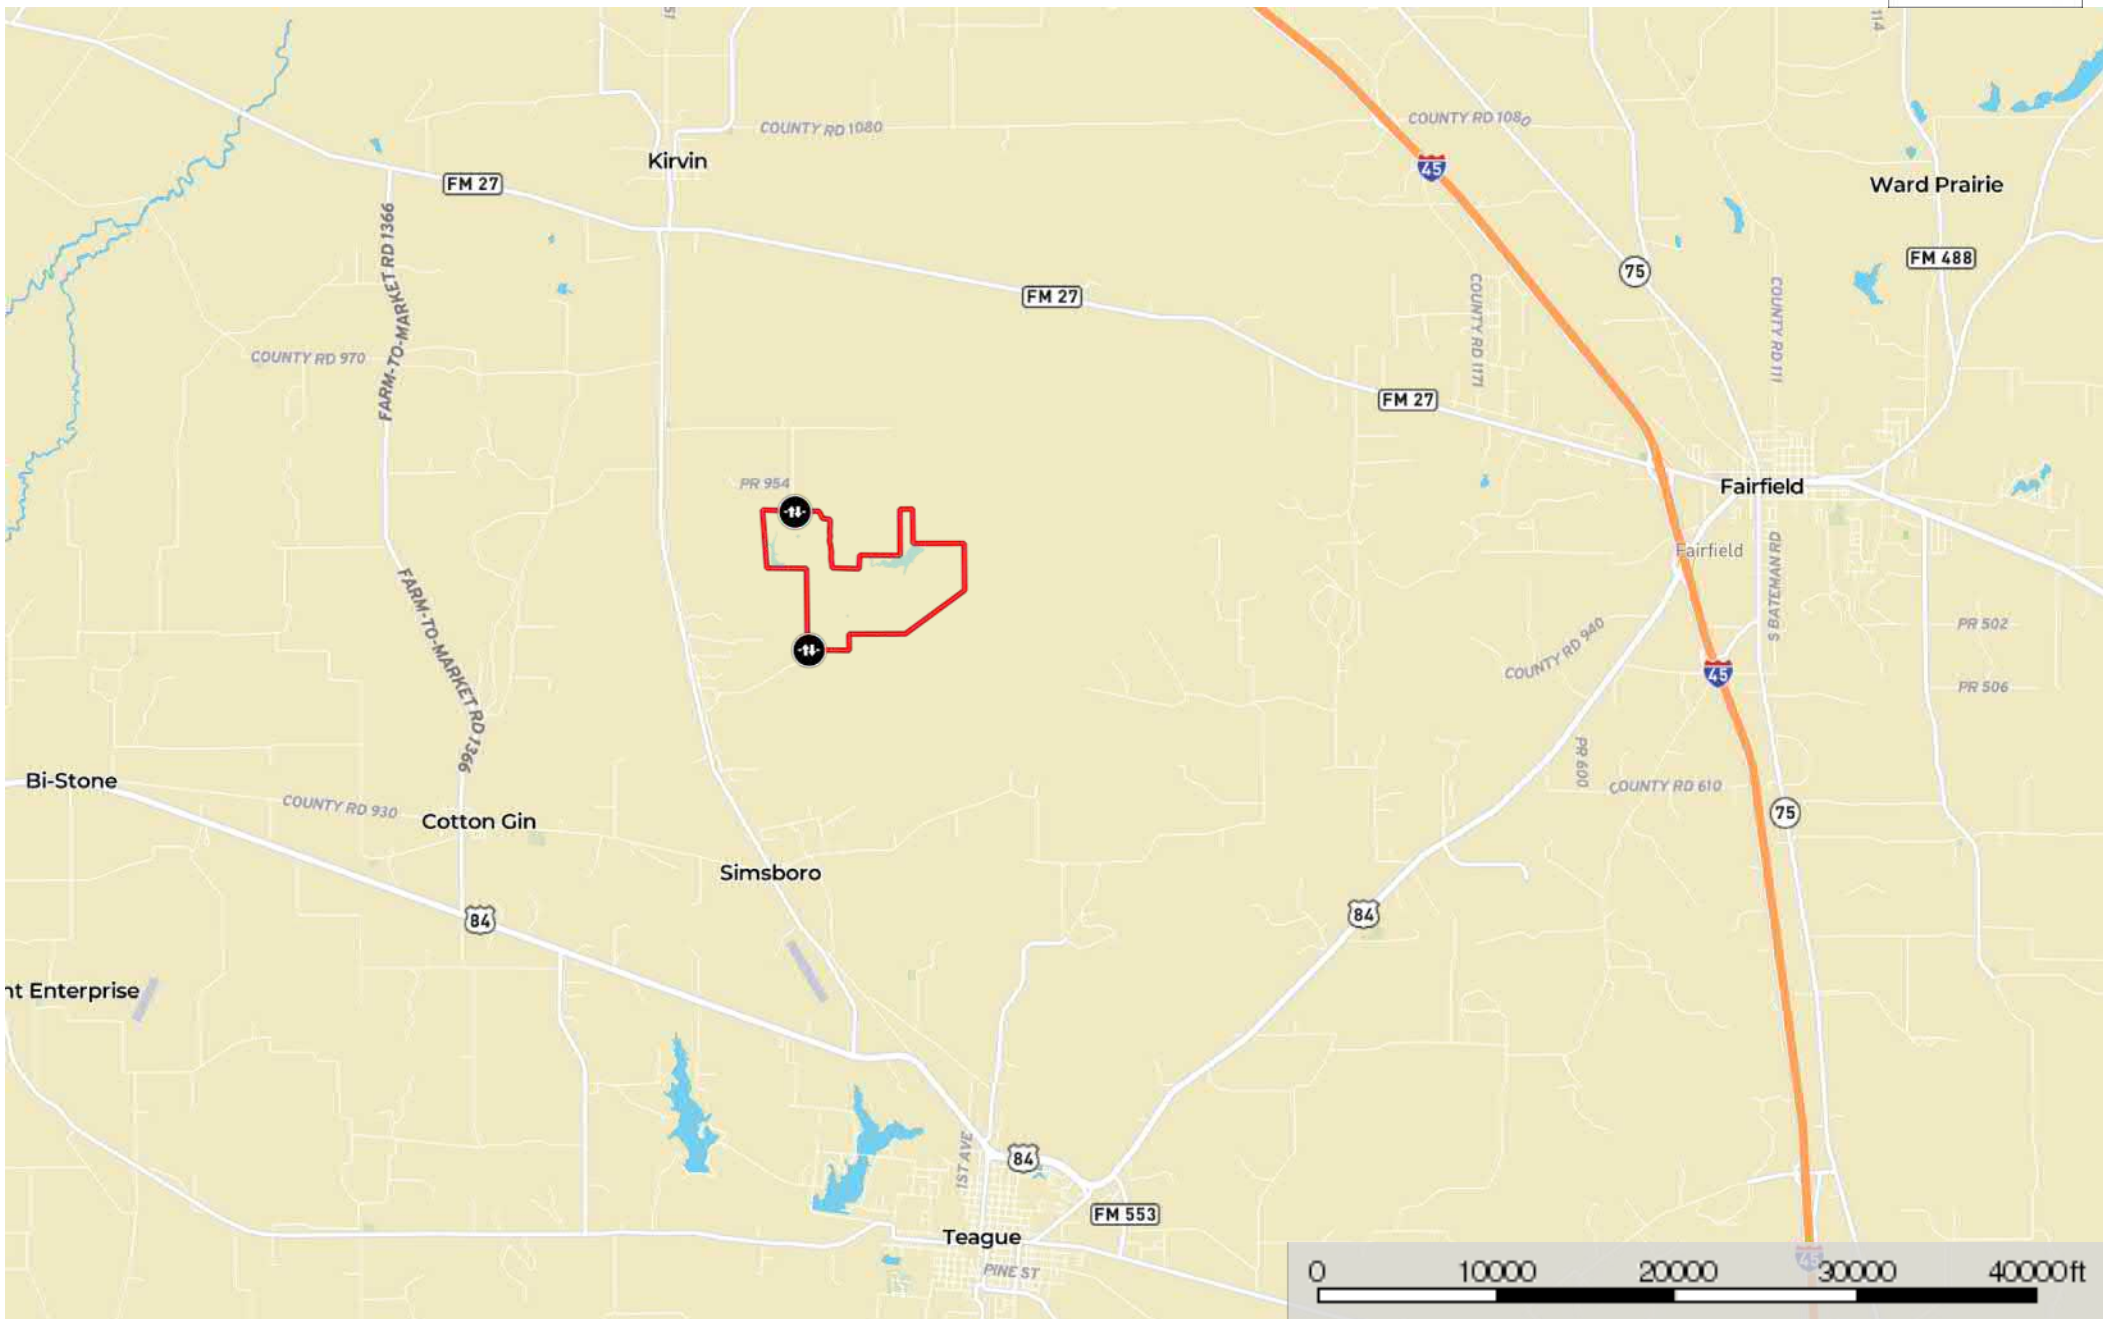 114
IS
COUNTY RD 1080
COUNTY RD 1080
Kirvin
45
Ward Prairie
FM 27
FARM-TO-MARKET RD 1366
75
FM 488
FM 27
COUNTY RD 1171
COUNTY RD 111
COUNTY RD 970
FM 27
PR 954
Fairfield
Fairfield
S BATEMAN RD
FARM-TO-MARKET RD 1366
COUNTY RD 940
PR 502
45
PR 506
PR 600
Bi-Stone
COUNTY RD 930
COUNTY RD 610
Cotton Gin
75
Simsboro
84
84
nt Enterprise
1ST AVE
84
FM 553
Teague
PINE ST
45
0 10000 20000 30000 40000ft